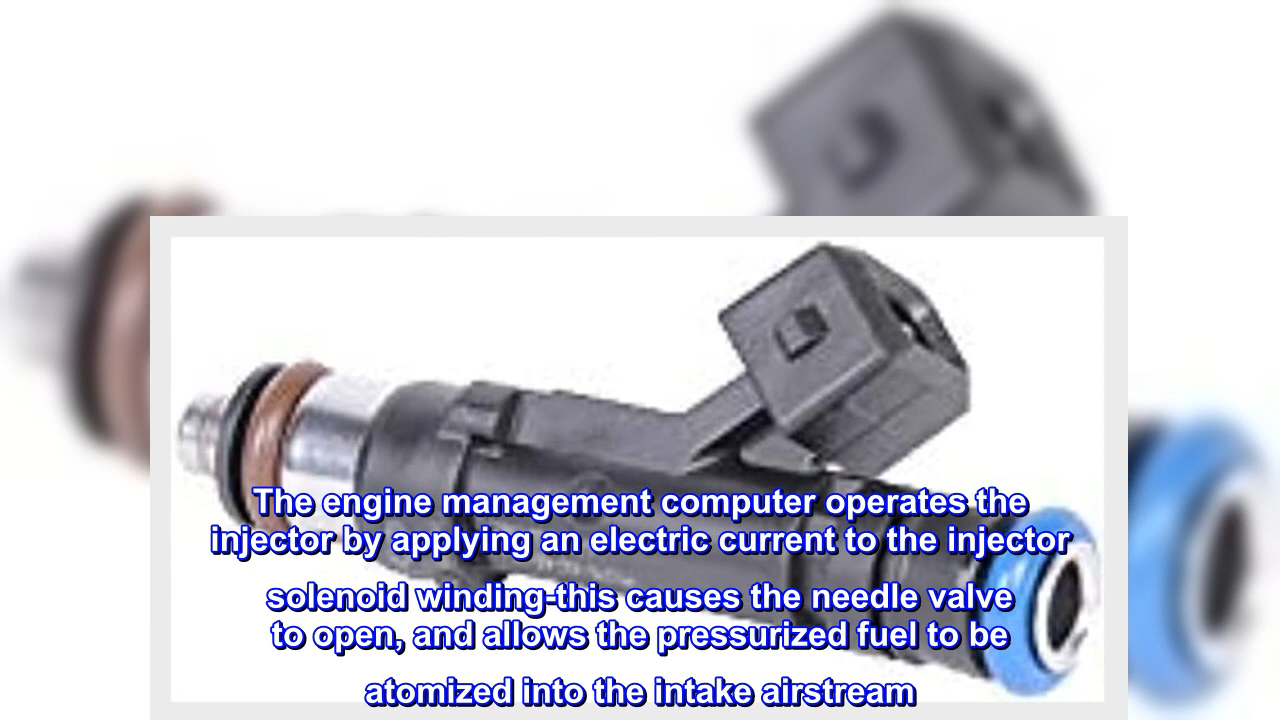 The engine management computer operates the
injector by applying an electric current to the injector
solenoid winding-this causes the needle valve
to open, and allows the pressurized fuel to be
atomized into the intake airstream